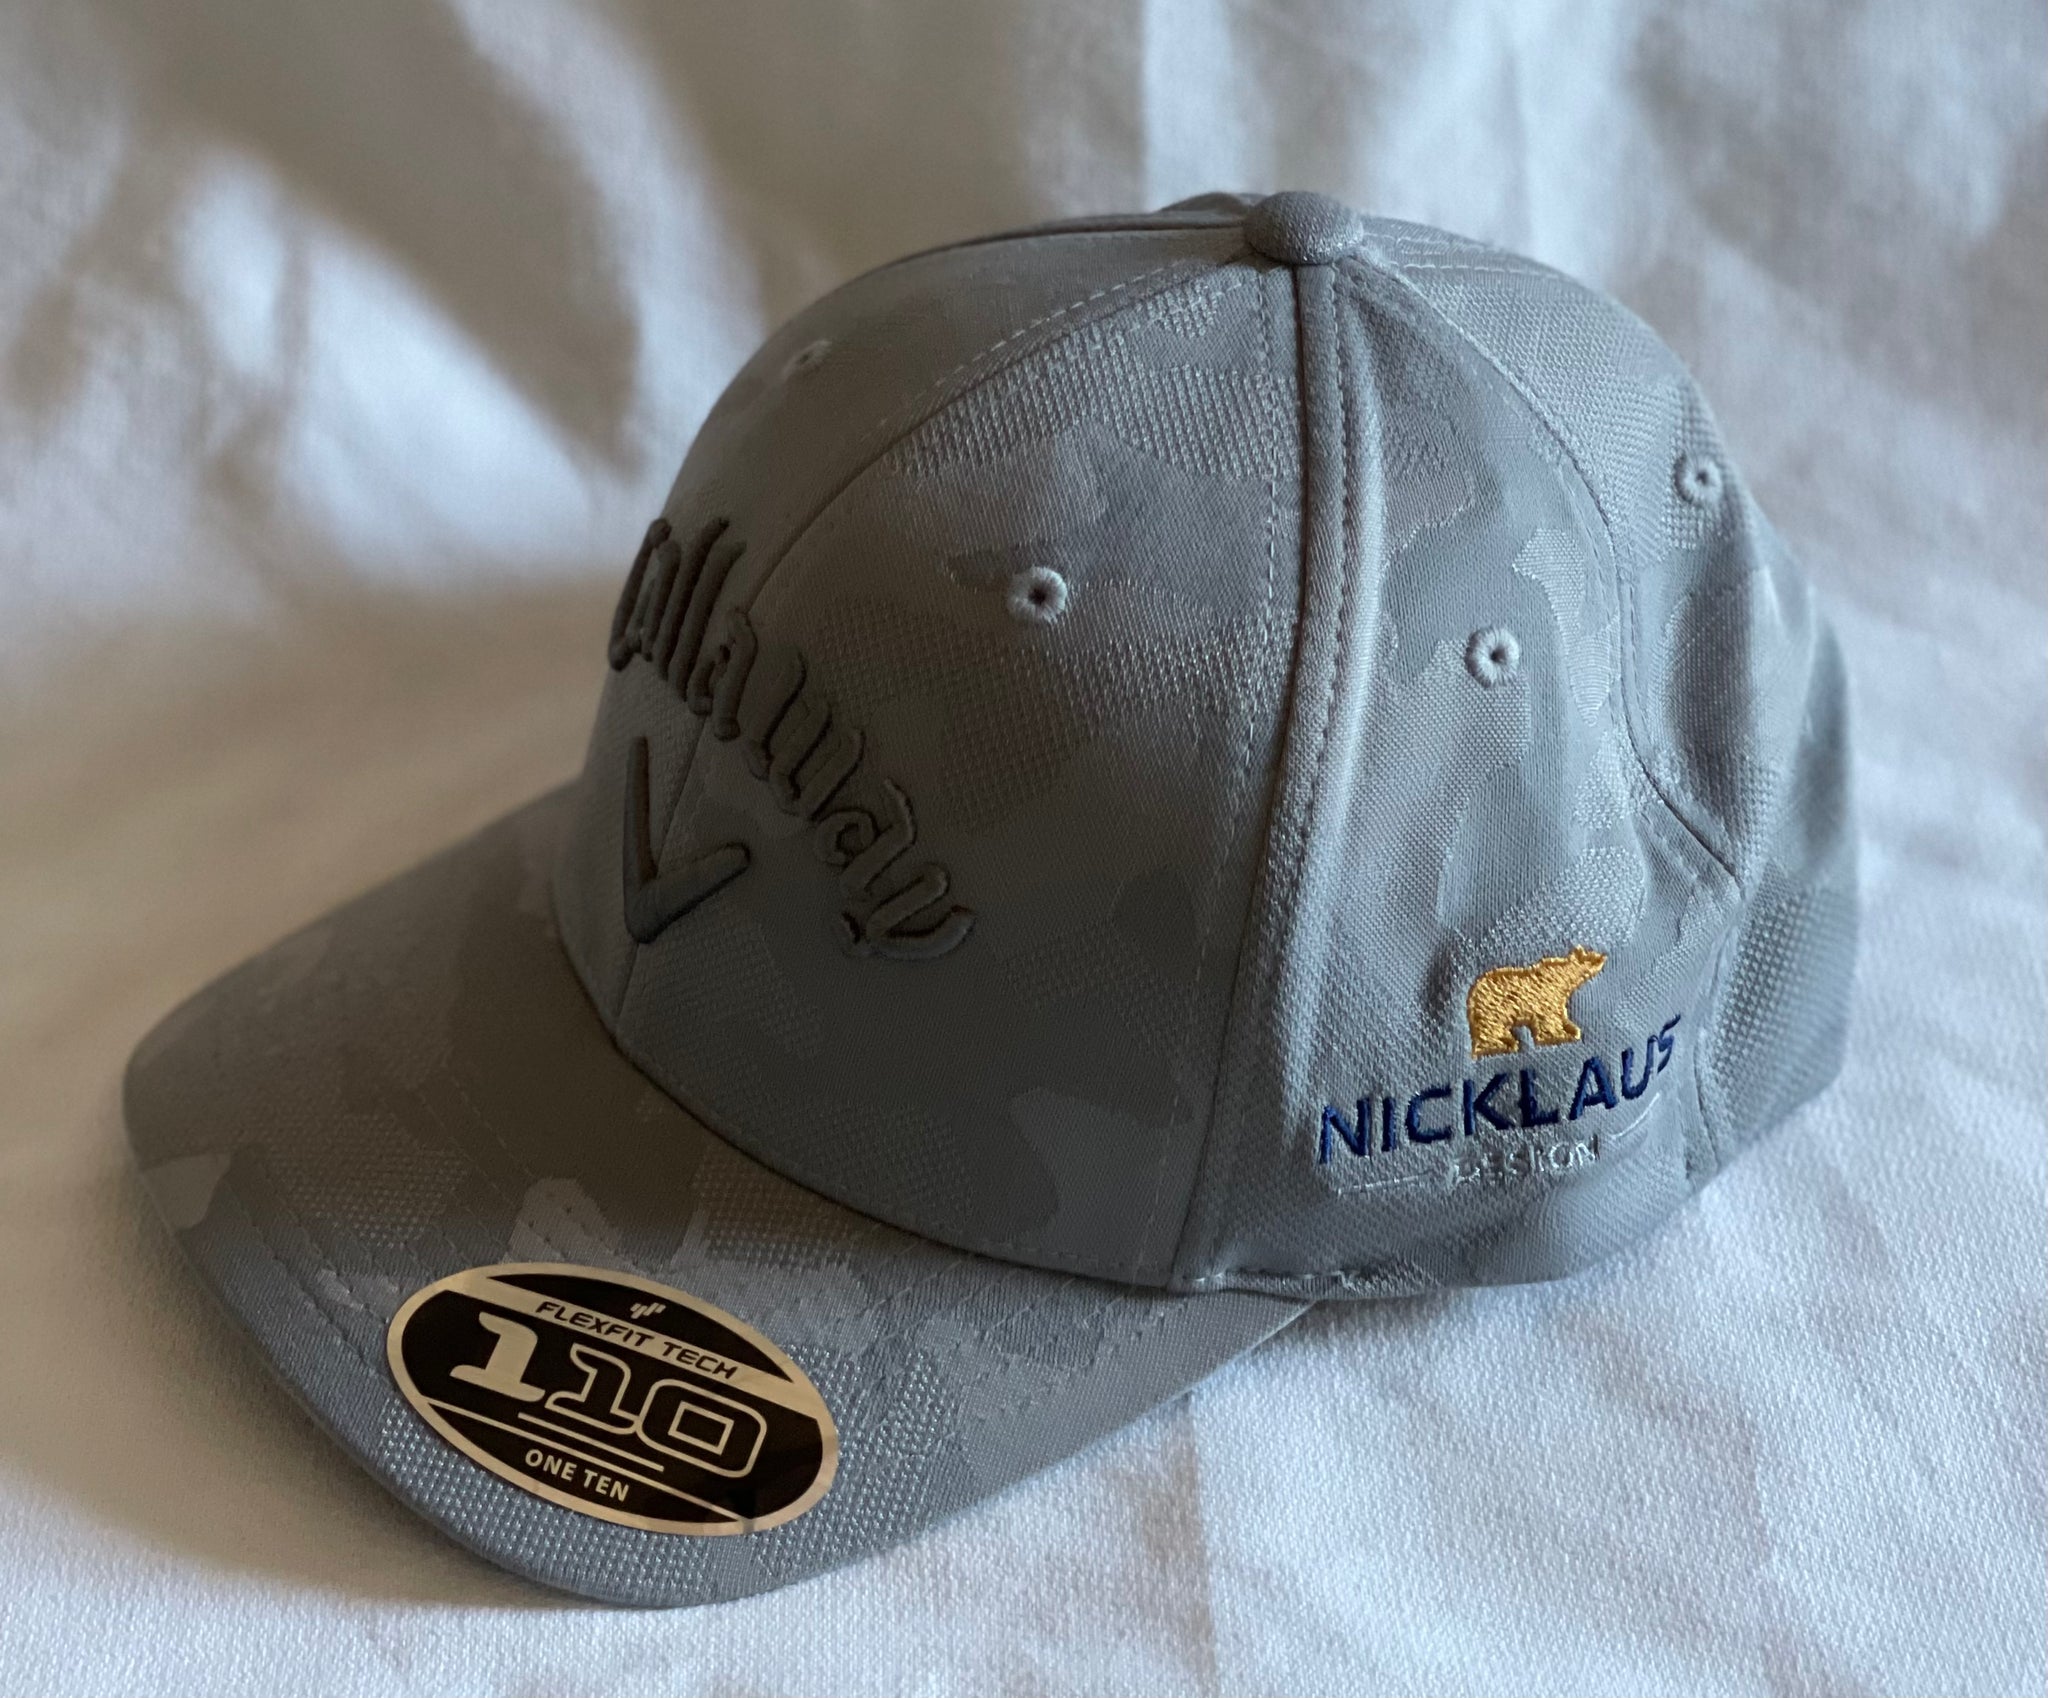 Callaway
NICKLAUS
DESIGN
FLEXFIT TECH
110
ONE TEN